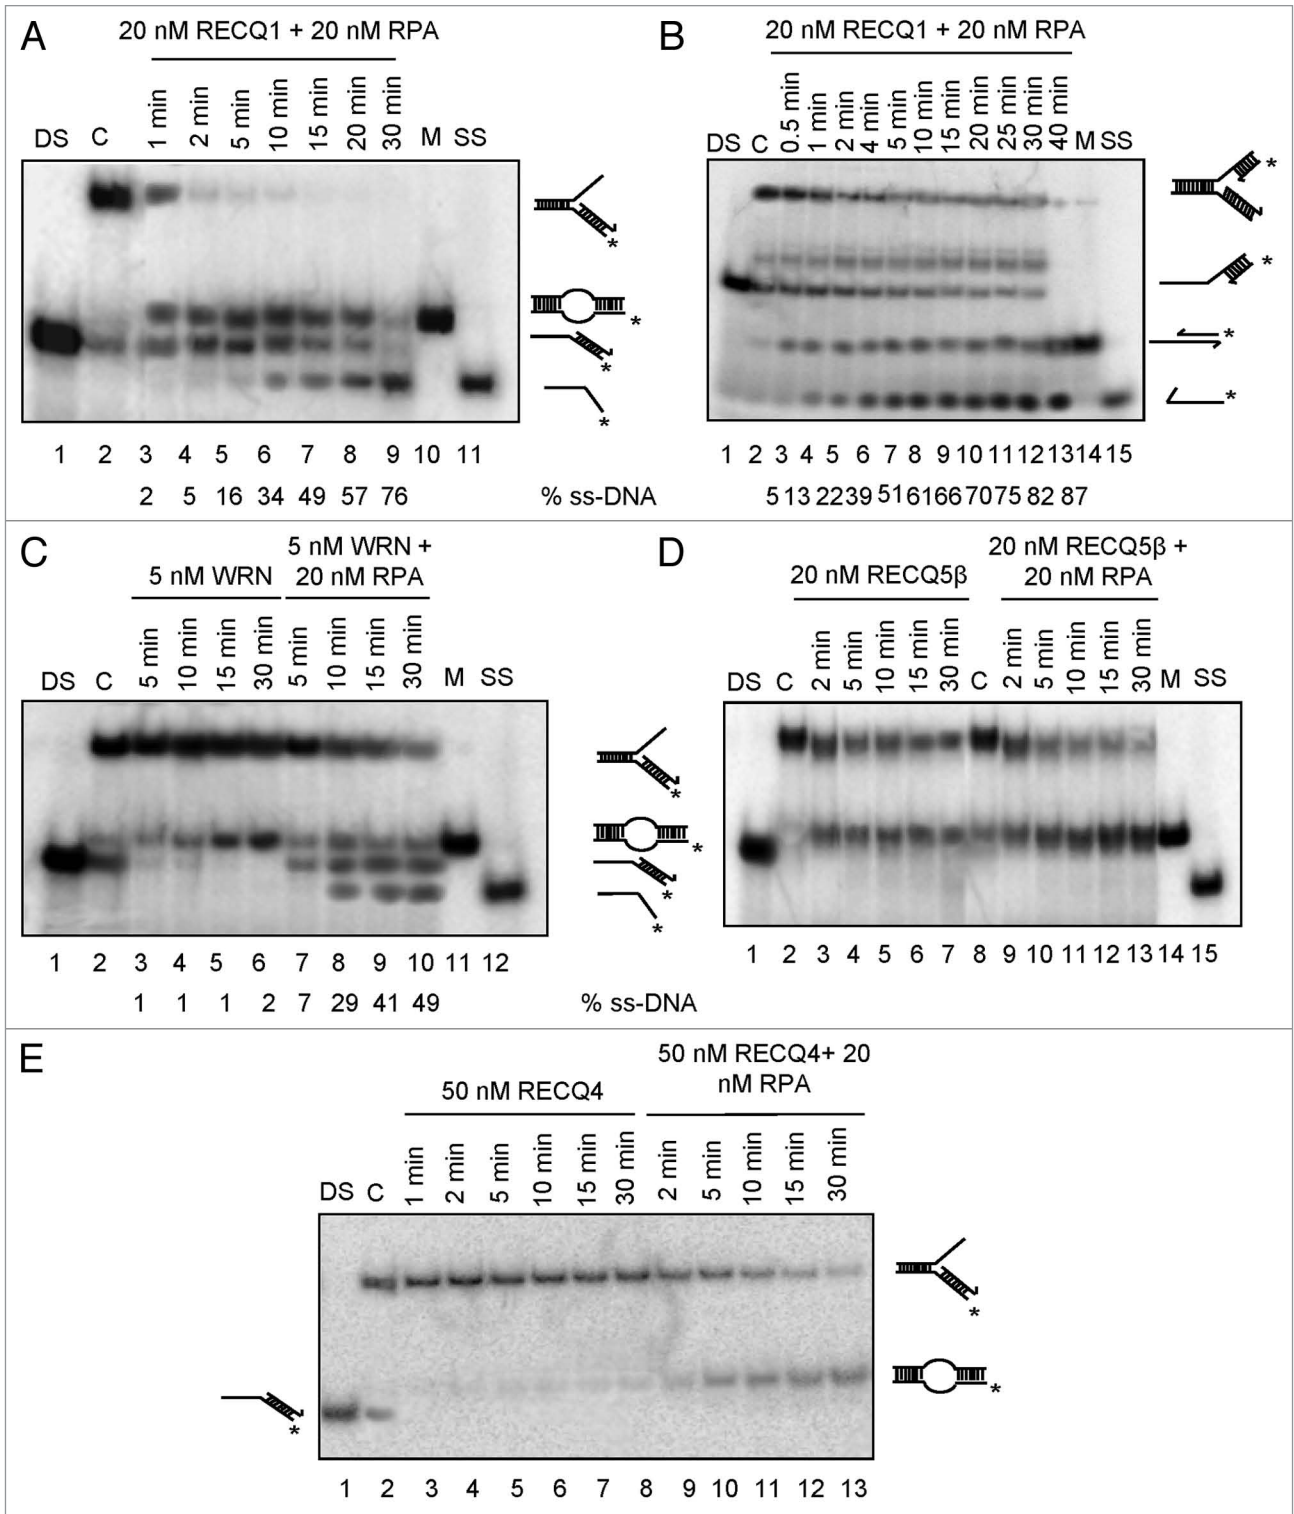 A
20 nM RECQ1 + 20 nM RPA
DS C 1 min 2 min 5 min 10 min 15 min 20 min 30 min M SS
*
*
*
*
1 2 3 4 5 6 7 8 9 10 11
2 5 16 34 49 57 76 % ss-DNA
B
20 nM RECQ1 + 20 nM RPA
DS C 0.5 min 1 min 2 min 4 min 5 min 10 min 15 min 20 min 25 min 30 min 40 min M SS
*
*
*
*
1 2 3 4 5 6 7 8 9 10 11 12 13 14 15
5 13 22 39 51 61 66 70 75 82 87
C
5 nM WRN
5 nM WRN +
20 nM RPA
DS C 5 min 10 min 15 min 30 min 5 min 10 min 15 min 30 min M SS
*
*
*
*
1 2 3 4 5 6 7 8 9 10 11 12
1 1 1 2 7 29 41 49 % ss-DNA
D
20 nM RECQ5β
20 nM RECQ5β +
20 nM RPA
DS C 2 min 5 min 10 min 15 min 30 min C 2 min 5 min 10 min 15 min 30 min M SS
1 2 3 4 5 6 7 8 9 10 11 12 13 14 15
E
50 nM RECQ4
50 nM RECQ4+ 20
nM RPA
DS C 1 min 2 min 5 min 10 min 15 min 30 min 2 min 5 min 10 min 15 min 30 min
*
*
*
1 2 3 4 5 6 7 8 9 10 11 12 13